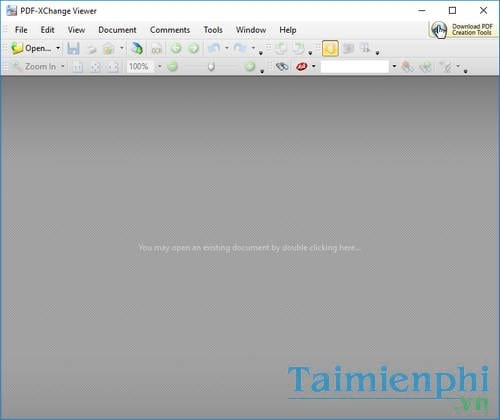 PDF-XChange Viewer
File Edit View Document Comments Tools Window Help
Download PDF
Creation Tools
Open...
OCR
Zoom In 100%
You may open an existing document by double clicking here...
Taimienphi
.vn